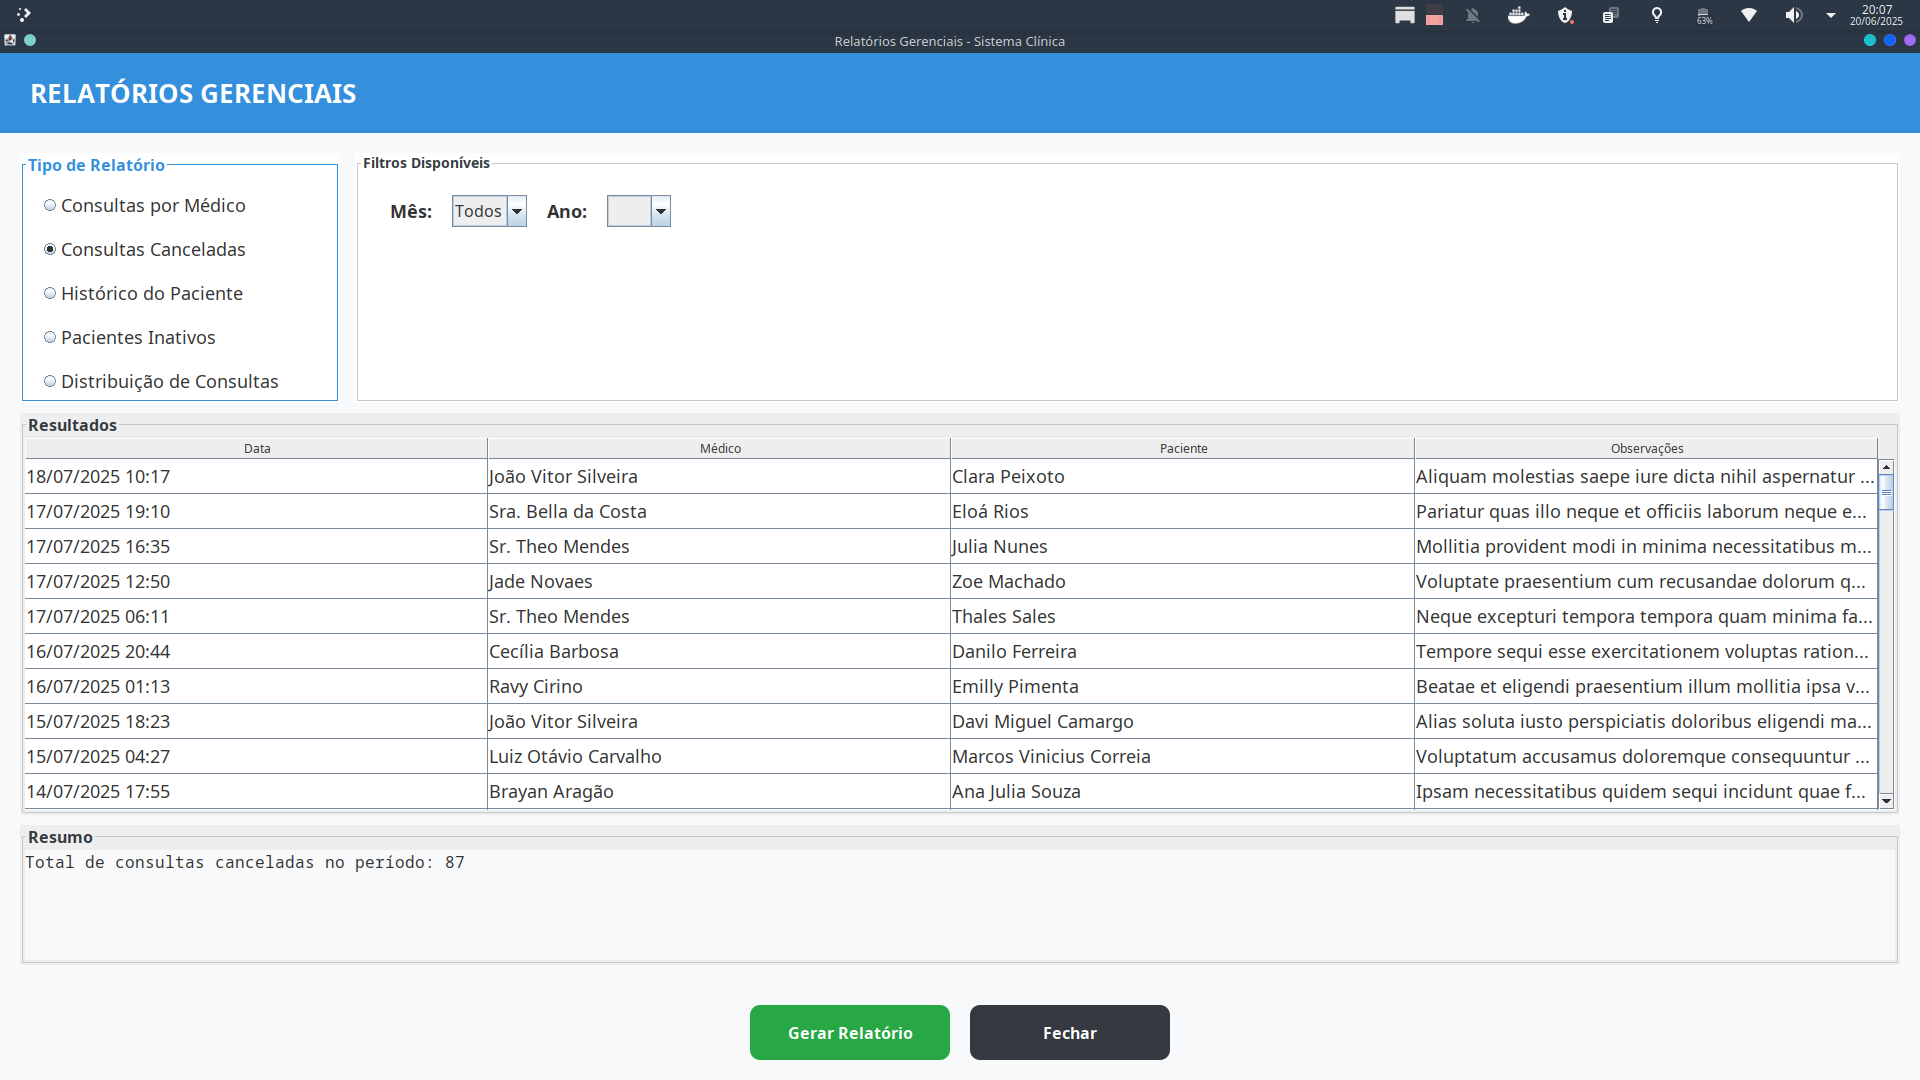 63%
20:07
20/06/2025
Relatórios Gerenciais - Sistema Clínica
RELATÓRIOS GERENCIAIS
Tipo de Relatório
Consultas por Médico
Consultas Canceladas
Histórico do Paciente
Pacientes Inativos
Distribuição de Consultas
Filtros Disponíveis
Mês: Todos Ano:
Resultados
Data Médico Paciente Observações
18/07/2025 10:17 João Vitor Silveira Clara Peixoto Aliquam molestias saepe iure dicta nihil aspernatur ...
17/07/2025 19:10 Sra. Bella da Costa Eloá Rios Pariatur quas illo neque et officiis laborum neque e...
17/07/2025 16:35 Sr. Theo Mendes Julia Nunes Mollitia provident modi in minima necessitatibus m...
17/07/2025 12:50 Jade Novaes Zoe Machado Voluptate praesentium cum recusandae dolorum q...
17/07/2025 06:11 Sr. Theo Mendes Thales Sales Neque excepturi tempora tempora quam minima fa...
16/07/2025 20:44 Cecília Barbosa Danilo Ferreira Tempore sequi esse exercitationem voluptas ration...
16/07/2025 01:13 Ravy Cirino Emilly Pimenta Beatae et eligendi praesentium illum mollitia ipsa v...
15/07/2025 18:23 João Vitor Silveira Davi Miguel Camargo Alias soluta iusto perspiciatis doloribus eligendi ma...
15/07/2025 04:27 Luiz Otávio Carvalho Marcos Vinicius Correia Voluptatum accusamus doloremque consequuntur ...
14/07/2025 17:55 Brayan Aragão Ana Julia Souza Ipsam necessitatibus quidem sequi incidunt quae f...
Resumo
Total de consultas canceladas no período: 87
Gerar Relatório
Fechar